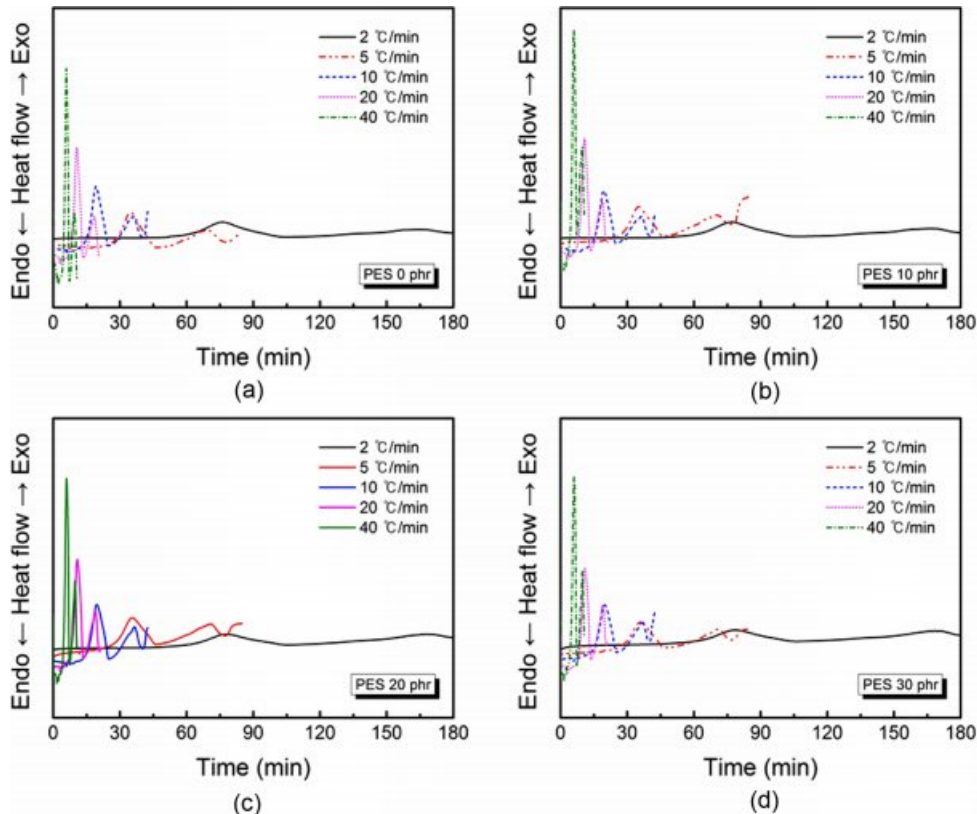 Endo ← Heat flow → Exo
2 ℃/min
5 ℃/min
10 ℃/min
20 ℃/min
40 ℃/min
PES 0 phr
0 30 60 90 120 150 180
Time (min)
(a)
Endo ← Heat flow → Exo
2 ℃/min
5 ℃/min
10 ℃/min
20 ℃/min
40 ℃/min
PES 10 phr
0 30 60 90 120 150 180
Time (min)
(b)
Endo ← Heat flow → Exo
2 ℃/min
5 ℃/min
10 ℃/min
20 ℃/min
40 ℃/min
PES 20 phr
0 30 60 90 120 150 180
Time (min)
(c)
Endo ← Heat flow → Exo
2 ℃/min
5 ℃/min
10 ℃/min
20 ℃/min
40 ℃/min
PES 30 phr
0 30 60 90 120 150 180
Time (min)
(d)